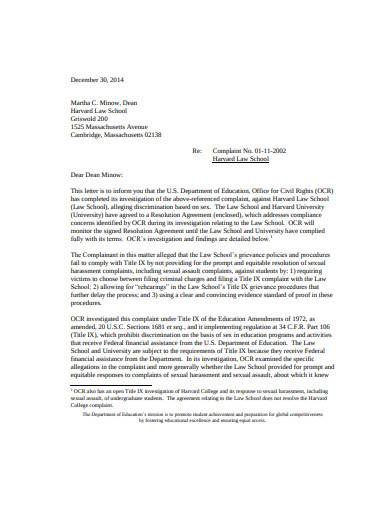 December 30, 2014
Martha C. Minow, Dean
Harvard Law School
Griswold 200
1525 Massachusetts Avenue
Cambridge, Massachusetts 02138
Re: Complaint No. 01-11-2002
Harvard Law School
Dear Dean Minow:
This letter is to inform you that the U.S. Department of Education, Office for Civil Rights (OCR)
has completed its investigation of the above-referenced complaint, against Harvard Law School
(Law School), alleging discrimination based on sex. The Law School and Harvard University
(University) have agreed to a Resolution Agreement (enclosed), which addresses compliance
concerns identified by OCR during its investigation relating to the Law School. OCR will
monitor the signed Resolution Agreement until the Law School and University have complied
fully with its terms. OCR's investigation and findings are detailed below.1
The Complainant in this matter alleged that the Law School's grievance policies and procedures
fail to comply with Title IX by not providing for the prompt and equitable resolution of sexual
harassment complaints, including sexual assault complaints, against students by: 1) requiring
victims to choose between filing criminal charges and filing a Title IX complaint with the Law
School; 2) allowing for "rehearings" in the Law School's Title IX grievance procedures that
further delay the process; and 3) using a clear and convincing evidence standard of proof in these
procedures.
OCR investigated this complaint under Title IX of the Education Amendments of 1972, as
amended, 20 U.S.C. Sections 1681 et seq., and it implementing regulation at 34 C.F.R. Part 106
(Title IX), which prohibit discrimination on the basis of sex in education programs and activities
that receive Federal financial assistance from the U.S. Department of Education. The Law
School and University are subject to the requirements of Title IX because they receive Federal
financial assistance from the Department. In its investigation, OCR examined the specific
allegations in the complaint and more generally whether the Law School provided for prompt and
equitable responses to complaints of sexual harassment and sexual assault, about which it knew
1 OCR also has an open Title IX investigation of Harvard College and its response to sexual harassment, including
sexual assault, of undergraduate students. The agreement relating to the Law School does not resolve the Harvard
College complaint.
The Department of Education's mission is to promote student achievement and preparation for global competitiveness
by fostering educational excellence and ensuring equal access.